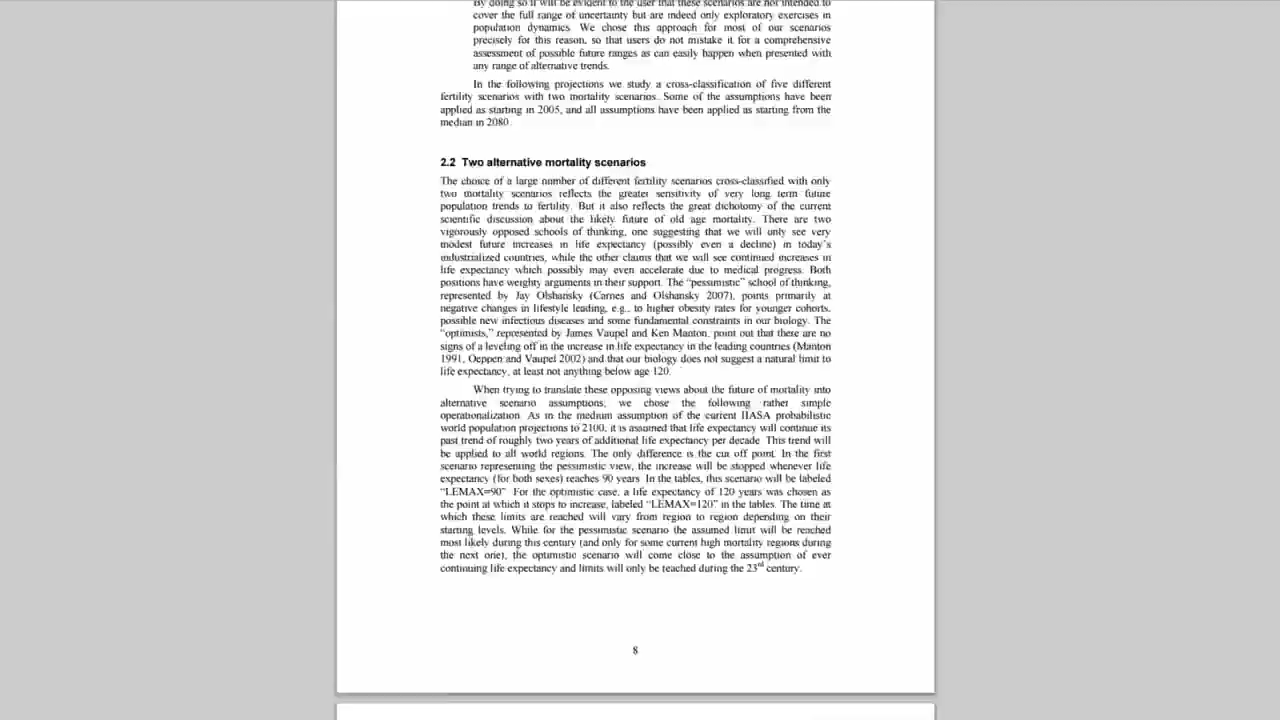 By doing so it will be evident to the user that these scenarios are not intended to
cover the full range of uncertainty but are indeed only exploratory exercises in
population dynamics. We chose this approach for most of our scenarios
precisely for this reason, so that users do not mistake it for a comprehensive
assessment of possible future ranges as can easily happen when presented with
any range of alternative trends.
In the following projections we study a cross-classification of five different
fertility scenarios with two mortality scenarios. Some of the assumptions have been
applied as starting in 2005, and all assumptions have been applied as starting from the
median in 2080.
2.2 Two alternative mortality scenarios
The choice of a large number of different fertility scenarios cross-classified with only
two mortality scenarios reflects the greater sensitivity of very long term future
population trends to fertility. But it also reflects the great dichotomy of the current
scientific discussion about the likely future of old age mortality. There are two
vigorously opposed schools of thinking, one suggesting that we will only see very
modest future increases in life expectancy (possibly even a decline) in today's
industrialized countries, while the other claims that we will see continued increases in
life expectancy which possibly may even accelerate due to medical progress. Both
positions have weighty arguments in their support. The "pessimistic" school of thinking,
represented by Jay Olshansky (Carnes and Olshansky 2007), points primarily at
negative changes in lifestyle leading, e.g., to higher obesity rates for younger cohorts,
possible new infectious diseases and some fundamental constraints in our biology. The
"optimists," represented by James Vaupel and Ken Manton, point out that there are no
signs of a leveling off in the increase in life expectancy in the leading countries (Manton
1991, Oeppen and Vaupel 2002) and that our biology does not suggest a natural limit to
life expectancy, at least not anything below age 120.
When trying to translate these opposing views about the future of mortality into
alternative scenario assumptions, we chose the following rather simple
operationalization. As in the medium assumption of the current IIASA probabilistic
world population projections to 2100, it is assumed that life expectancy will continue its
past trend of roughly two years of additional life expectancy per decade. This trend will
be applied to all world regions. The only difference is the cut off point. In the first
scenario representing the pessimistic view, the increase will be stopped whenever life
expectancy (for both sexes) reaches 90 years. In the tables, this scenario will be labeled
"LEMAX=90". For the optimistic case, a life expectancy of 120 years was chosen as
the point at which it stops to increase, labeled "LEMAX=120" in the tables. The time at
which these limits are reached will vary from region to region depending on their
starting levels. While for the pessimistic scenario the assumed limit will be reached
most likely during this century (and only for some current high mortality regions during
the next one), the optimistic scenario will come close to the assumption of ever
continuing life expectancy and limits will only be reached during the 23rd century.
8